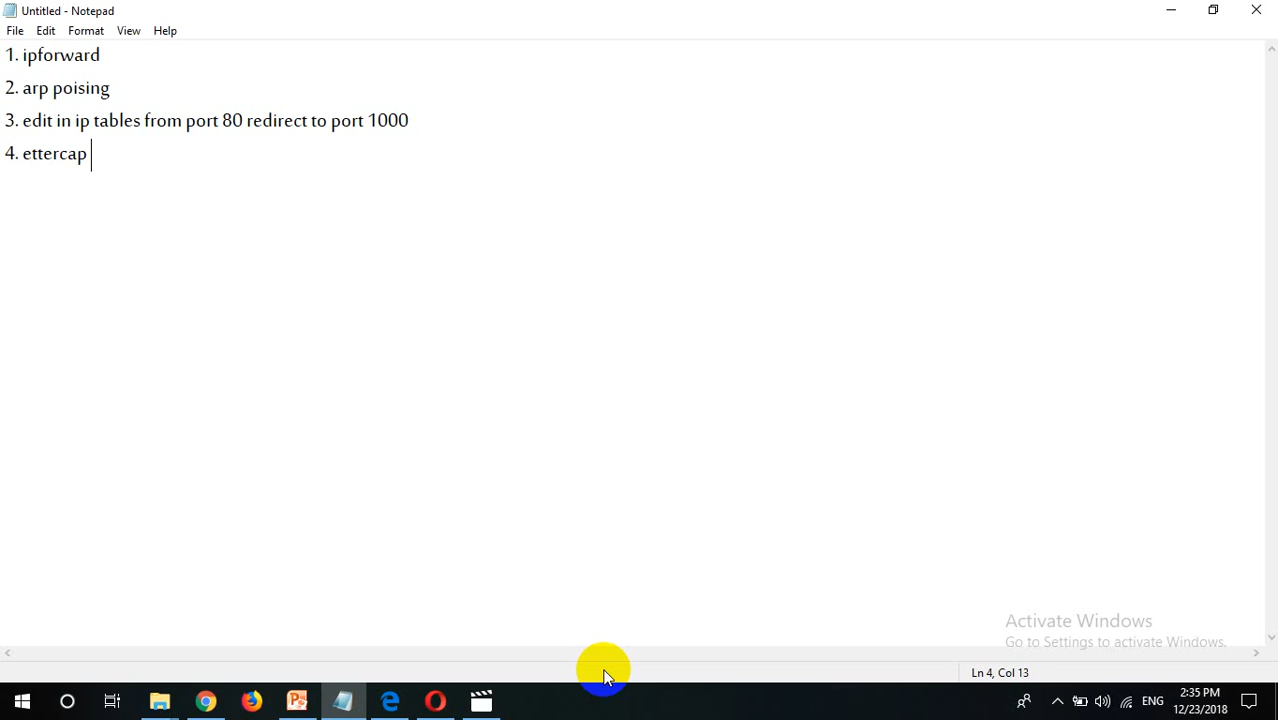 Untitled - Notepad
File Edit Format View Help
1. ipforward
2. arp poising
3. edit in ip tables from port 80 redirect to port 1000
4. ettercap
Activate Windows
Go to Settings to activate Windows.
Ln 4, Col 13
ENG
2:35 PM
12/23/2018